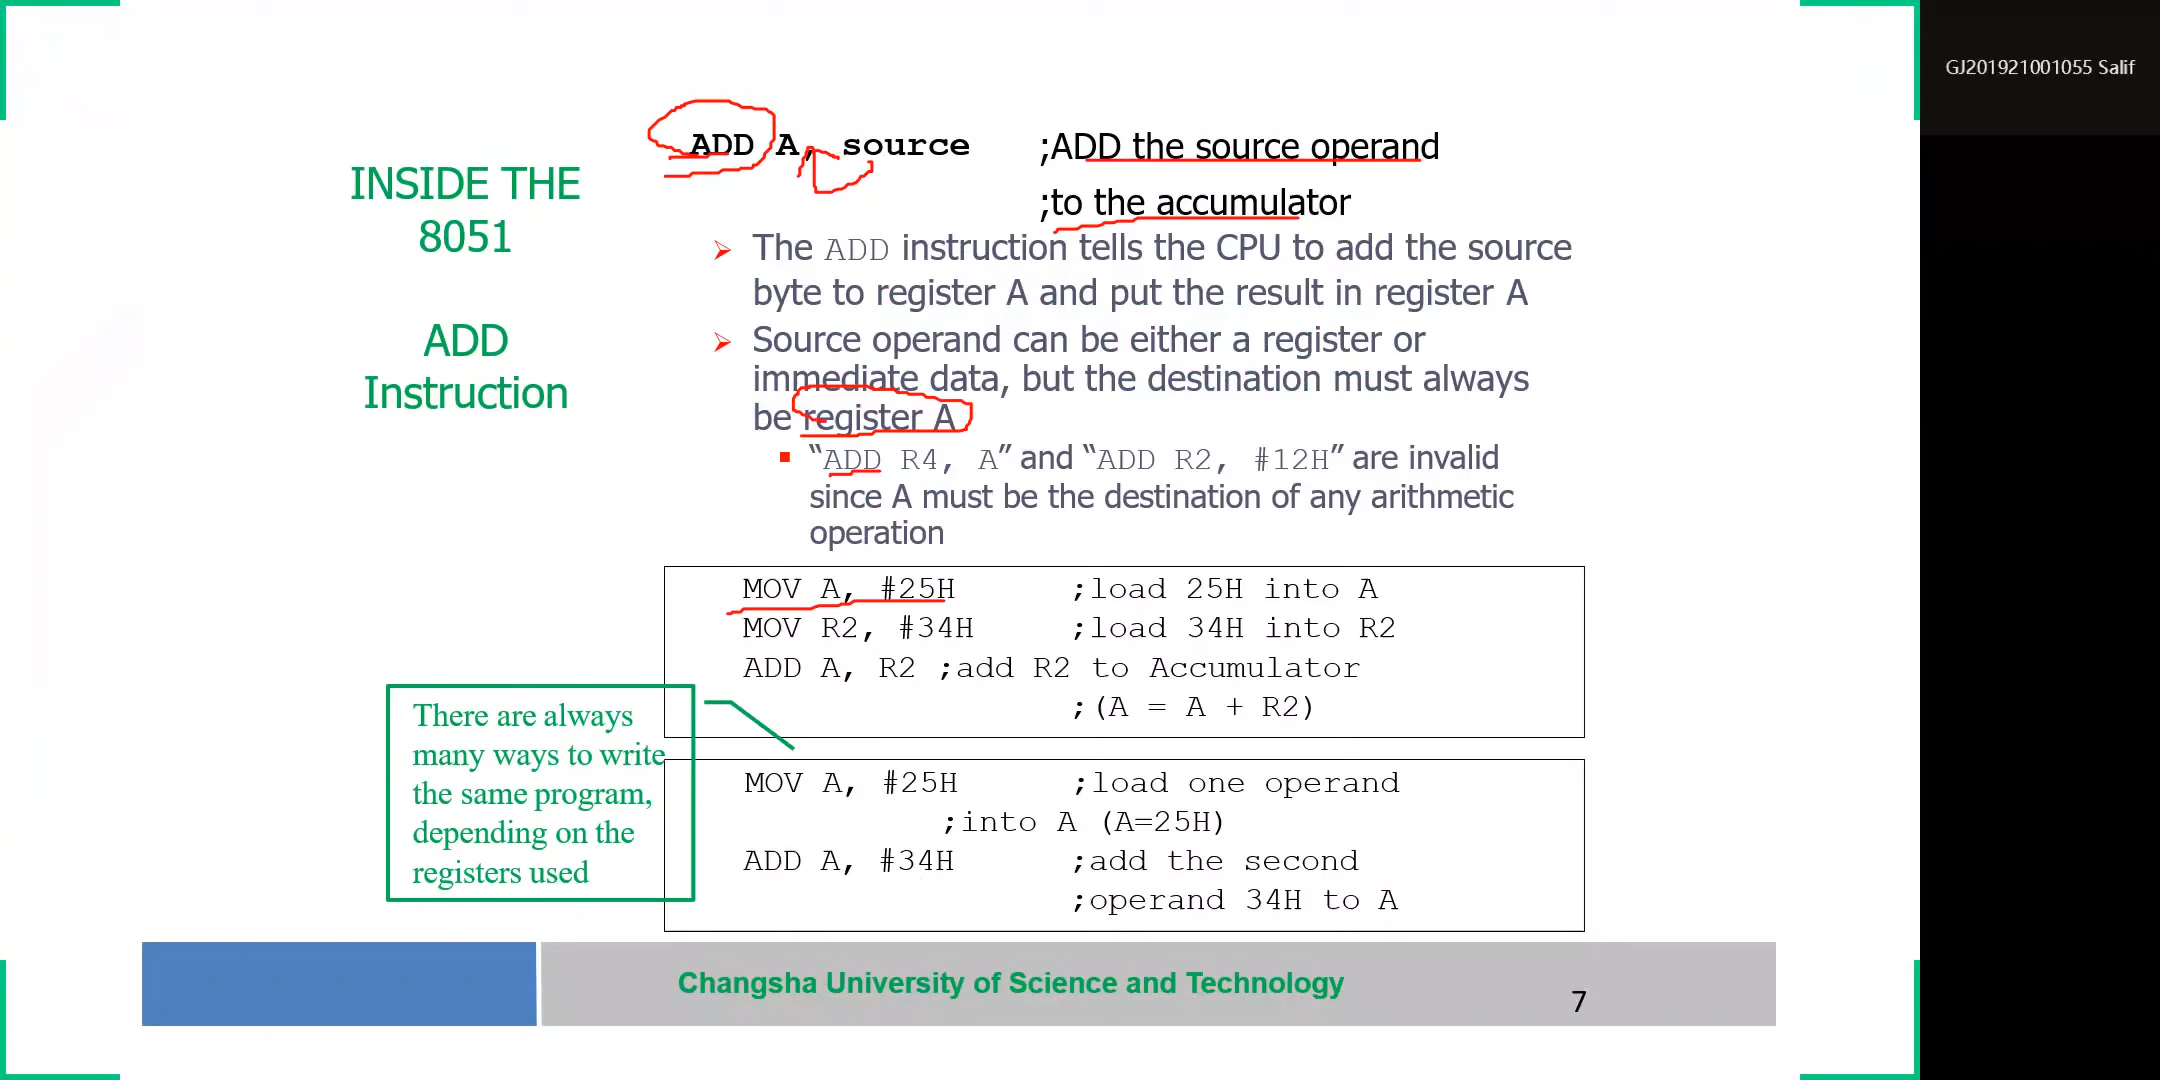 GJ201921001055 Salif
INSIDE THE
8051
ADD
Instruction
ADD A, source ;ADD the source operand
;to the accumulator
The ADD instruction tells the CPU to add the source
byte to register A and put the result in register A
Source operand can be either a register or
immediate data, but the destination must always
be register A
“ADD R4, A” and “ADD R2, #12H” are invalid
since A must be the destination of any arithmetic
operation
MOV A, #25H ;load 25H into A
MOV R2, #34H ;load 34H into R2
ADD A, R2 ;add R2 to Accumulator
;(A = A + R2)
There are always
many ways to write
the same program,
depending on the
registers used
MOV A, #25H ;load one operand
;into A (A=25H)
ADD A, #34H ;add the second
;operand 34H to A
Changsha University of Science and Technology
7